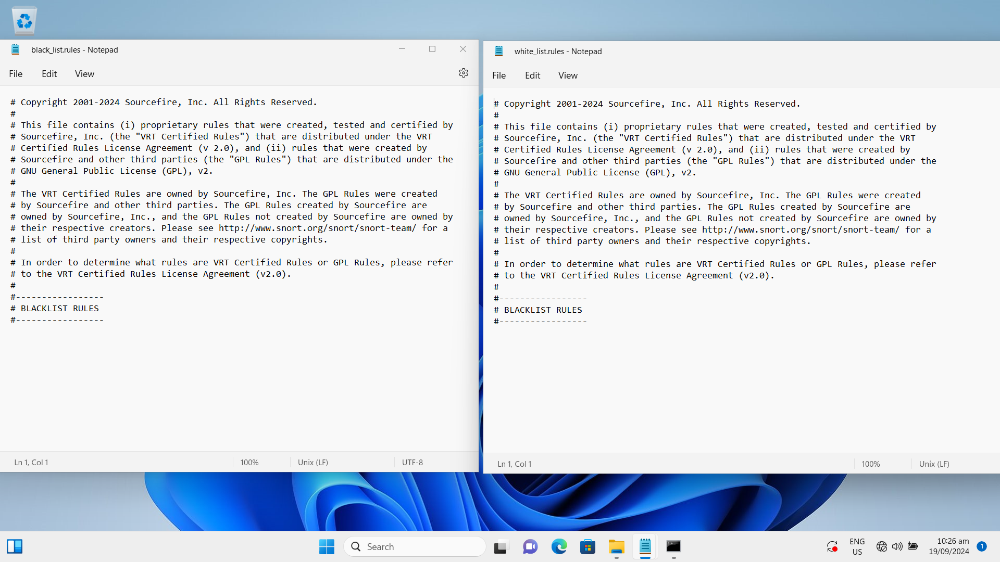 black_list.rules - Notepad
File Edit View
# Copyright 2001-2024 Sourcefire, Inc. All Rights Reserved.
#
# This file contains (i) proprietary rules that were created, tested and certified by
# Sourcefire, Inc. (the "VRT Certified Rules") that are distributed under the VRT
# Certified Rules License Agreement (v 2.0), and (ii) rules that were created by
# Sourcefire and other third parties (the "GPL Rules") that are distributed under the
# GNU General Public License (GPL), v2.
#
# The VRT Certified Rules are owned by Sourcefire, Inc. The GPL Rules were created
# by Sourcefire and other third parties. The GPL Rules created by Sourcefire are
# owned by Sourcefire, Inc., and the GPL Rules not created by Sourcefire are owned by
# their respective creators. Please see http://www.snort.org/snort/snort-team/ for a
# list of third party owners and their respective copyrights.
#
# In order to determine what rules are VRT Certified Rules or GPL Rules, please refer
# to the VRT Certified Rules License Agreement (v2.0).
#
#-----------------
# BLACKLIST RULES
#-----------------
Ln 1, Col 1 100% Unix (LF) UTF-8
white_list.rules - Notepad
File Edit View
# Copyright 2001-2024 Sourcefire, Inc. All Rights Reserved.
#
# This file contains (i) proprietary rules that were created, tested and certified by
# Sourcefire, Inc. (the "VRT Certified Rules") that are distributed under the VRT
# Certified Rules License Agreement (v 2.0), and (ii) rules that were created by
# Sourcefire and other third parties (the "GPL Rules") that are distributed under the
# GNU General Public License (GPL), v2.
#
# The VRT Certified Rules are owned by Sourcefire, Inc. The GPL Rules were created
# by Sourcefire and other third parties. The GPL Rules created by Sourcefire are
# owned by Sourcefire, Inc., and the GPL Rules not created by Sourcefire are owned by
# their respective creators. Please see http://www.snort.org/snort/snort-team/ for a
# list of third party owners and their respective copyrights.
#
# In order to determine what rules are VRT Certified Rules or GPL Rules, please refer
# to the VRT Certified Rules License Agreement (v2.0).
#
#-----------------
# BLACKLIST RULES
#-----------------
Ln 1, Col 1 100% Unix (LF)
Search
ENG
US
10:26 am
19/09/2024
1